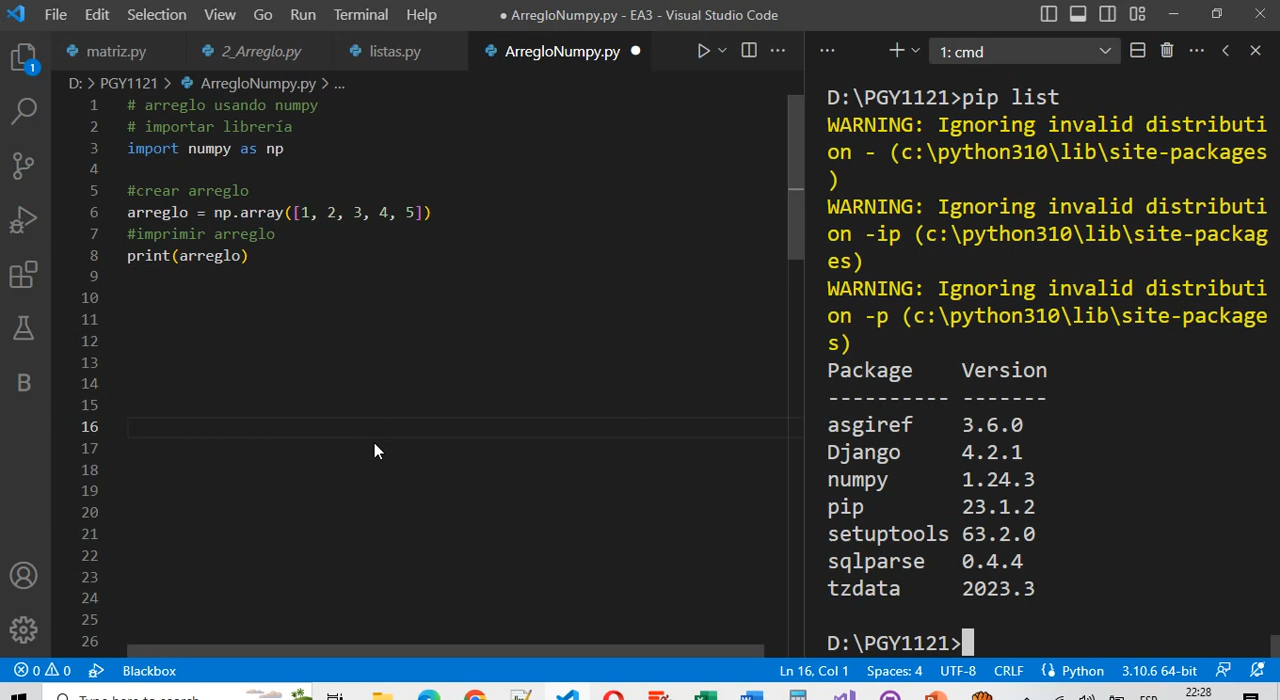 File Edit Selection View Go Run Terminal Help
● ArregloNumpy.py - EA3 - Visual Studio Code
matriz.py 2_Arreglo.py listas.py ArregloNumpy.py ●
D: > PGY1121 > ArregloNumpy.py > ...
1 # arreglo usando numpy
2 # importar librería
3 import numpy as np
4
5 #crear arreglo
6 arreglo = np.array([1, 2, 3, 4, 5])
7 #imprimir arreglo
8 print(arreglo)
9
10
11
12
13
14
15
16
17
18
19
20
21
22
23
24
25
26
1
B
1: cmd
D:\PGY1121>pip list
WARNING: Ignoring invalid distributi
on - (c:\python310\lib\site-packages
)
WARNING: Ignoring invalid distributi
on -ip (c:\python310\lib\site-packag
es)
WARNING: Ignoring invalid distributi
on -p (c:\python310\lib\site-package
s)
Package Version
---------- -------
asgiref 3.6.0
Django 4.2.1
numpy 1.24.3
pip 23.1.2
setuptools 63.2.0
sqlparse 0.4.4
tzdata 2023.3
D:\PGY1121>
0 0 Blackbox Ln 16, Col 1 Spaces: 4 UTF-8 CRLF Python 3.10.6 64-bit
Type here to search ESP 22:28